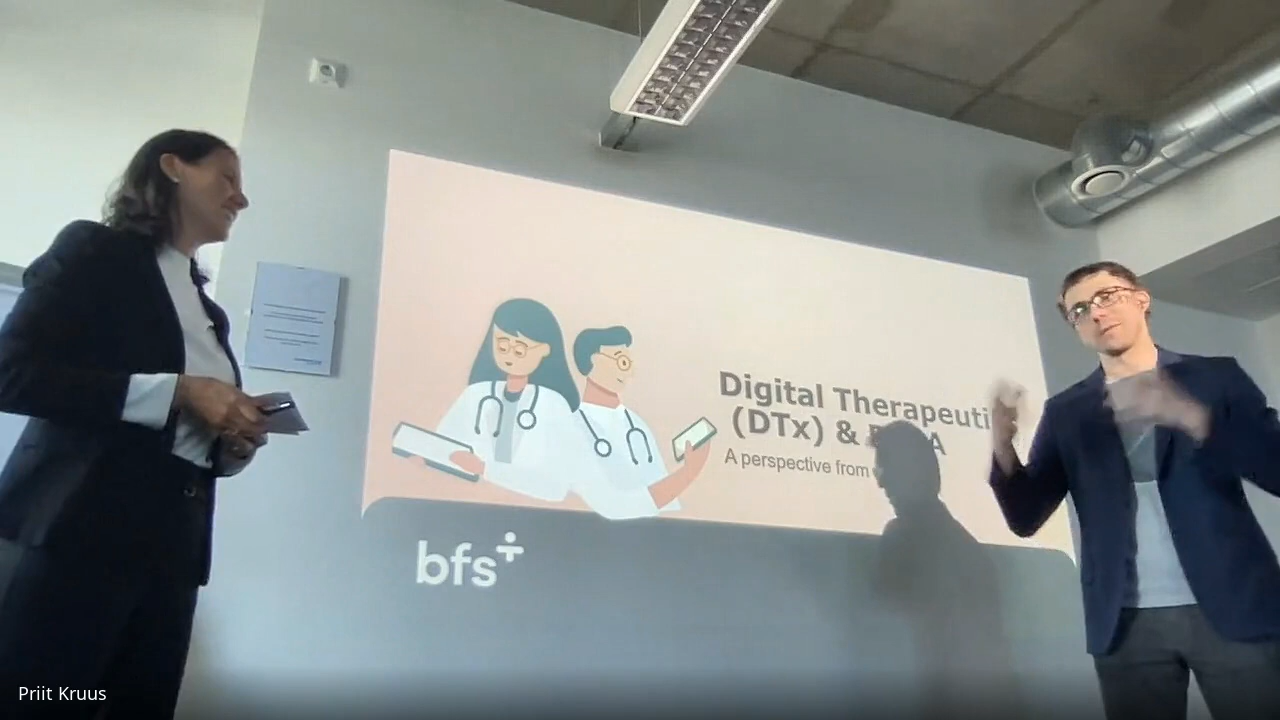 Digital Therapeuti
(DTx) &
A perspective from
bfs
Priit Kruus